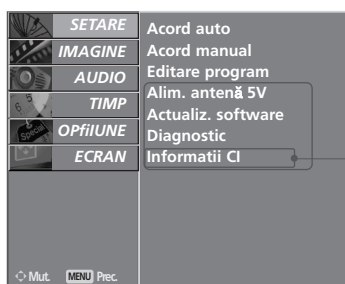 SETARE
IMAGINE
AUDIO
TIMP
OPfiIUNE
ECRAN
Acord auto
Acord manual
Editare program
Alim. antenă 5V
Actualiz. software
Diagnostic
Informatii CI
Mut. MENU Prec.